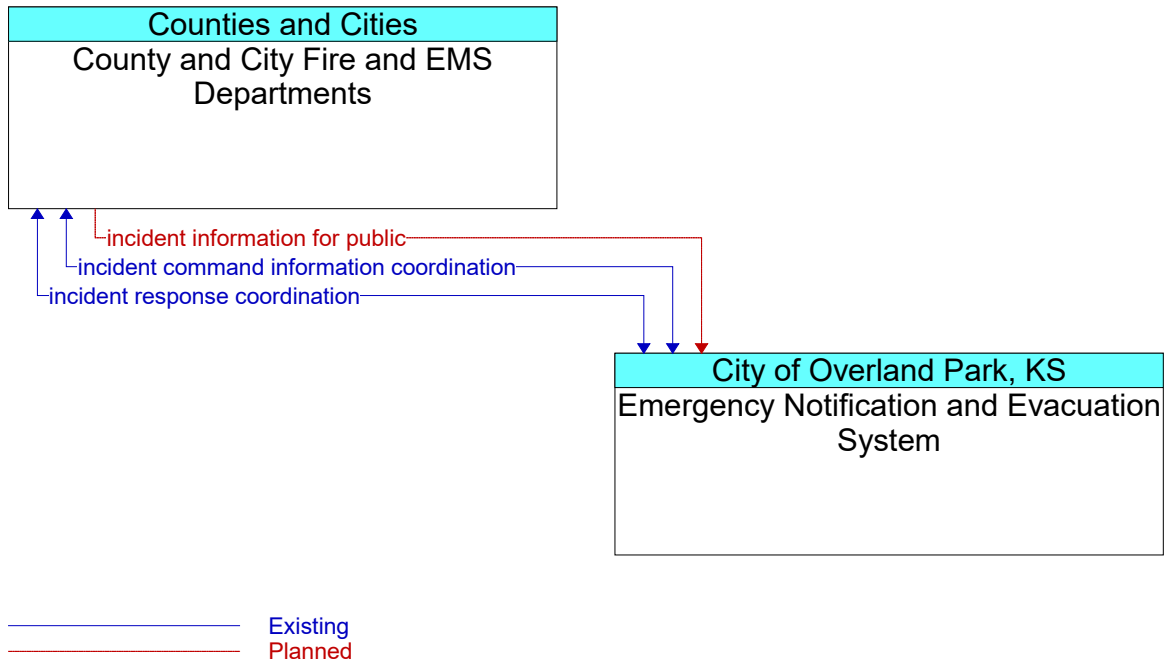 Counties and Cities
County and City Fire and EMS
Departments
incident information for public
incident command information coordination
incident response coordination
City of Overland Park, KS
Emergency Notification and Evacuation
System
Existing
Planned